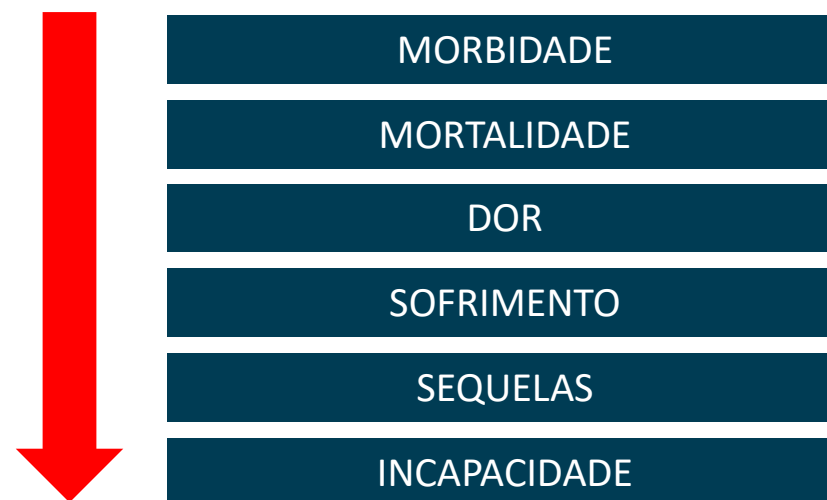 MORBIDADE
MORTALIDADE
DOR
SOFRIMENTO
SEQUELAS
INCAPACIDADE